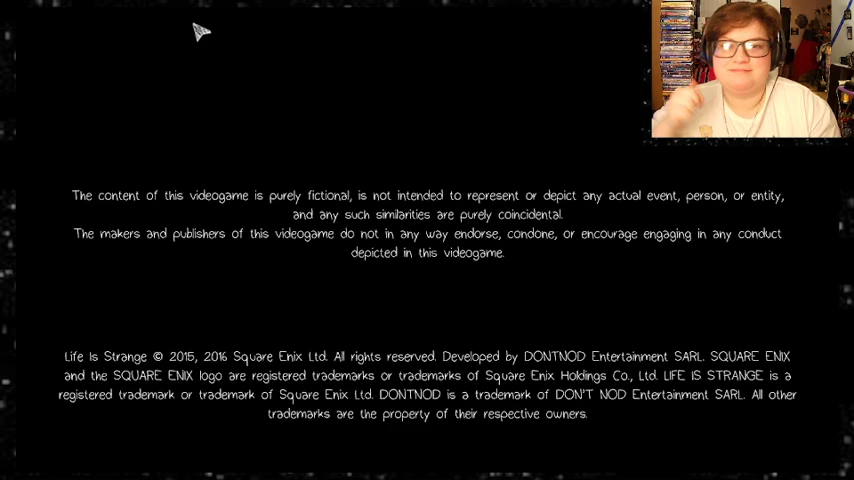 The content of this videogame is purely fictional, is not intended to represent or depict any actual event, person, or entity,
and any such similarities are purely coincidental.
The makers and publishers of this videogame do not in any way endorse, condone, or encourage engaging in any conduct
depicted in this videogame.
Life Is Strange © 2015, 2016 Square Enix Ltd. All rights reserved. Developed by DONTNOD Entertainment SARL. SQUARE ENIX
and the SQUARE ENIX logo are registered trademarks or trademarks of Square Enix Holdings Co., Ltd. LIFE IS STRANGE is a
registered trademark or trademark of Square Enix Ltd. DONTNOD is a trademark of DON'T NOD Entertainment SARL. All other
trademarks are the property of their respective owners.